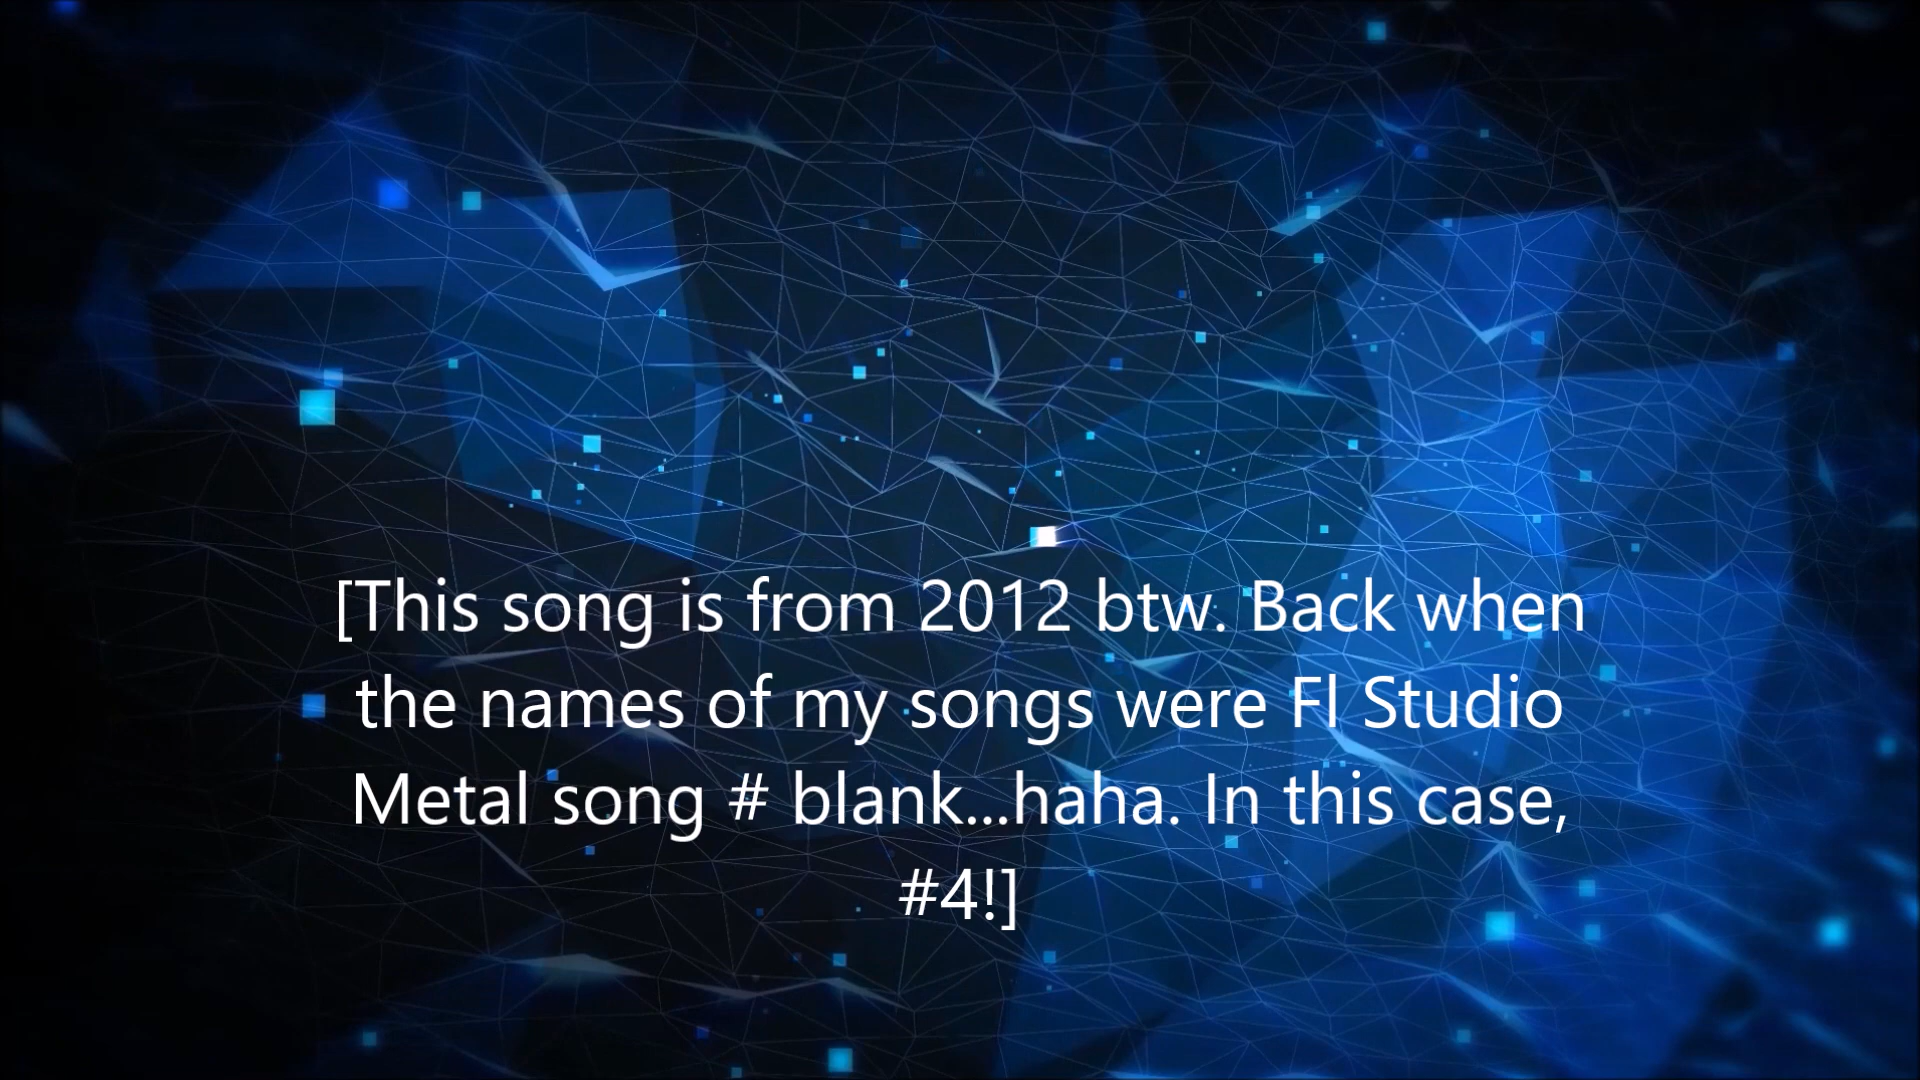 [This song is from 2012 btw. Back when
the names of my songs were Fl Studio
Metal song # blank...haha. In this case,
#4!]